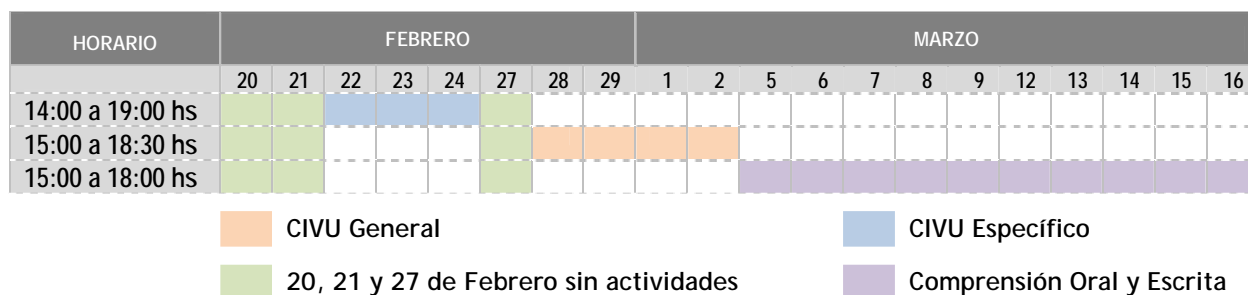 HORARIO FEBRERO MARZO
20 21 22 23 24 27 28 29 1 2 5 6 7 8 9 12 13 14 15 16
14:00 a 19:00 hs
15:00 a 18:30 hs
15:00 a 18:00 hs
CIVU General CIVU Específico
20, 21 y 27 de Febrero sin actividades Comprensión Oral y Escrita